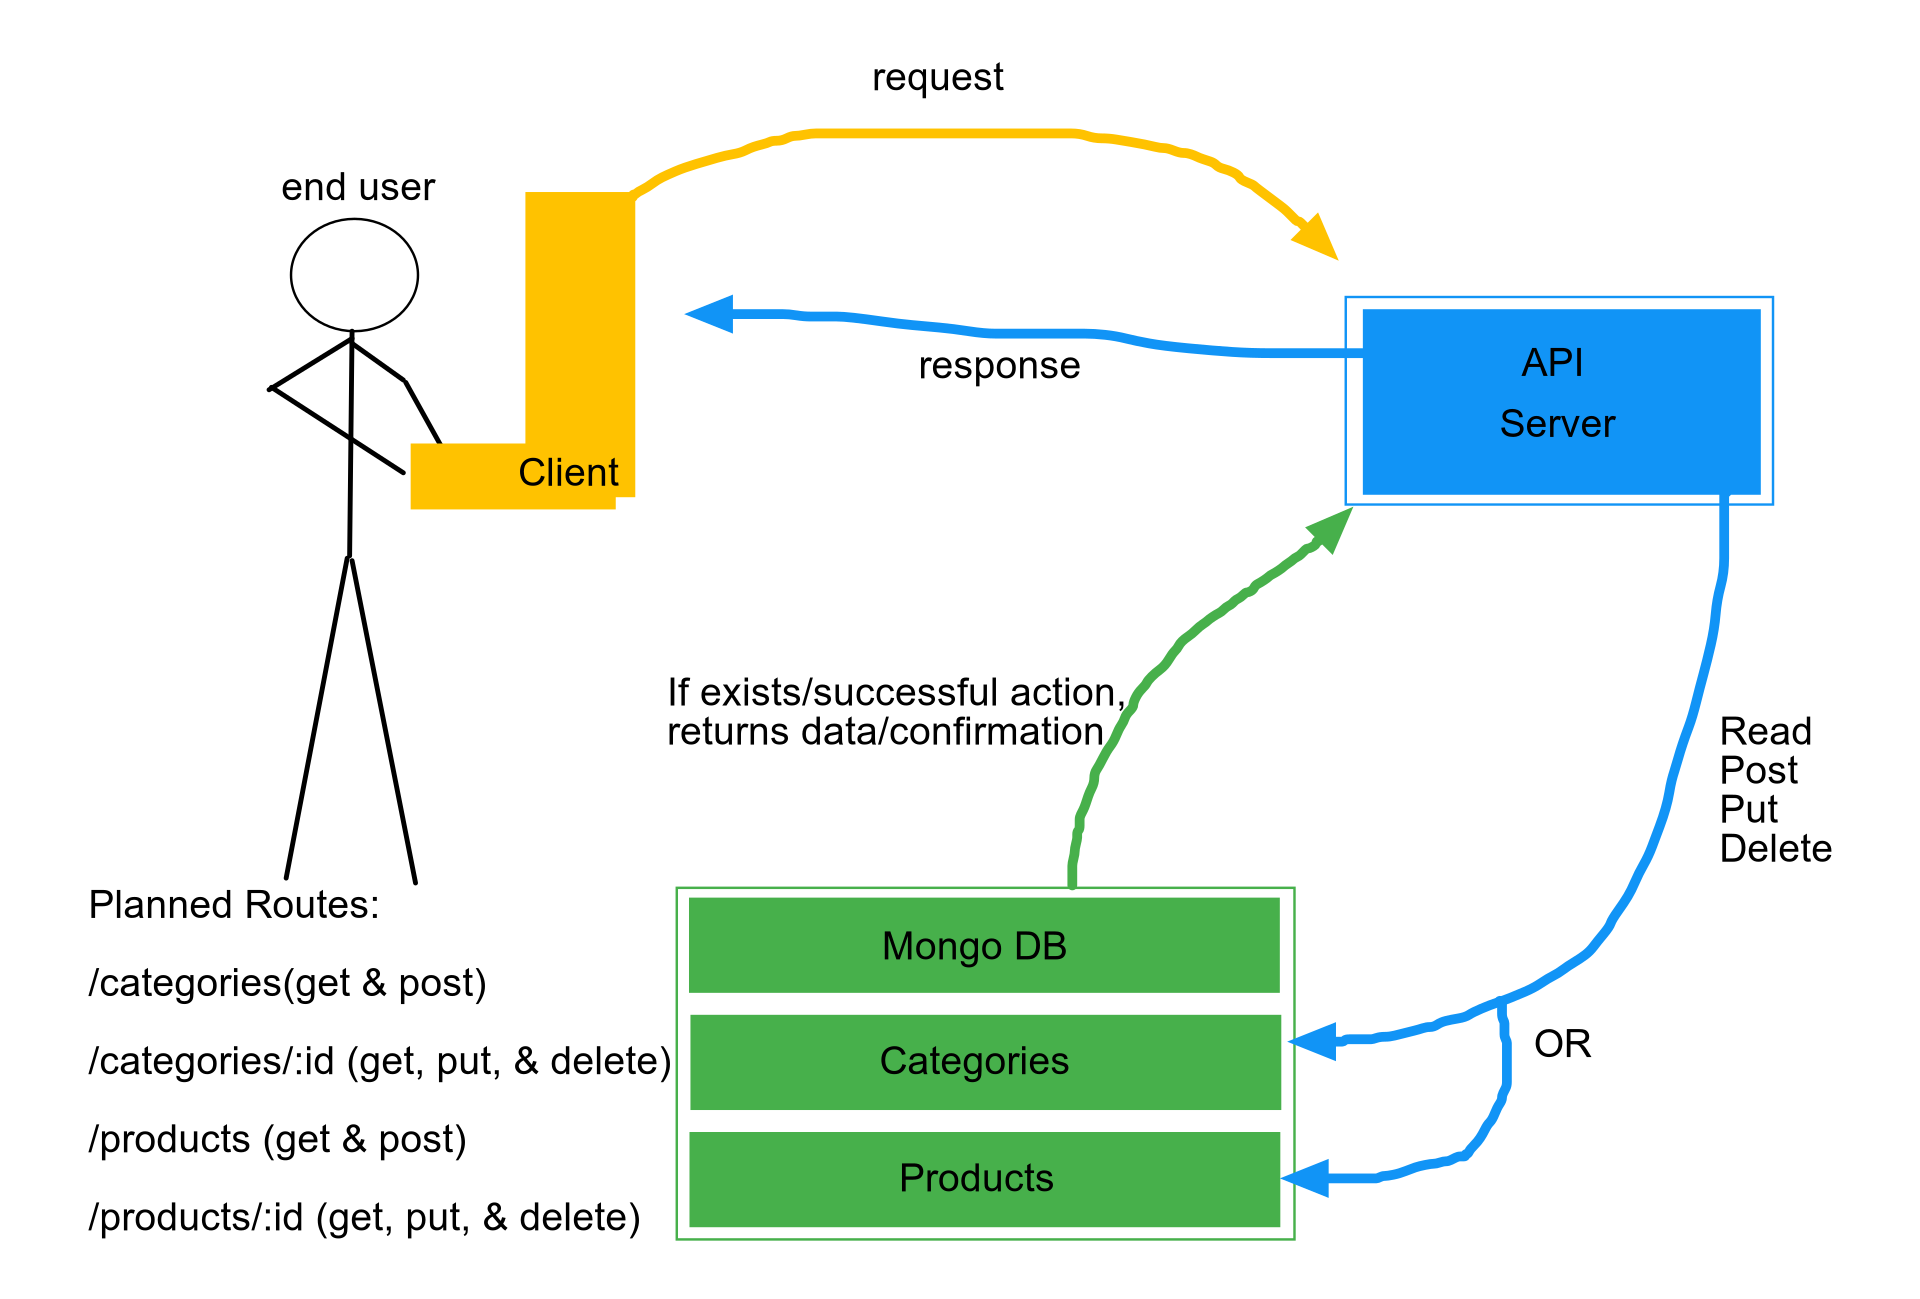 request
end user
response
API
Server
Client
If exists/successful action,
returns data/confirmation
Read
Post
Put
Delete
Planned Routes:
/categories(get & post)
/categories/:id (get, put, & delete)
/products (get & post)
/products/:id (get, put, & delete)
Mongo DB
Categories
OR
Products